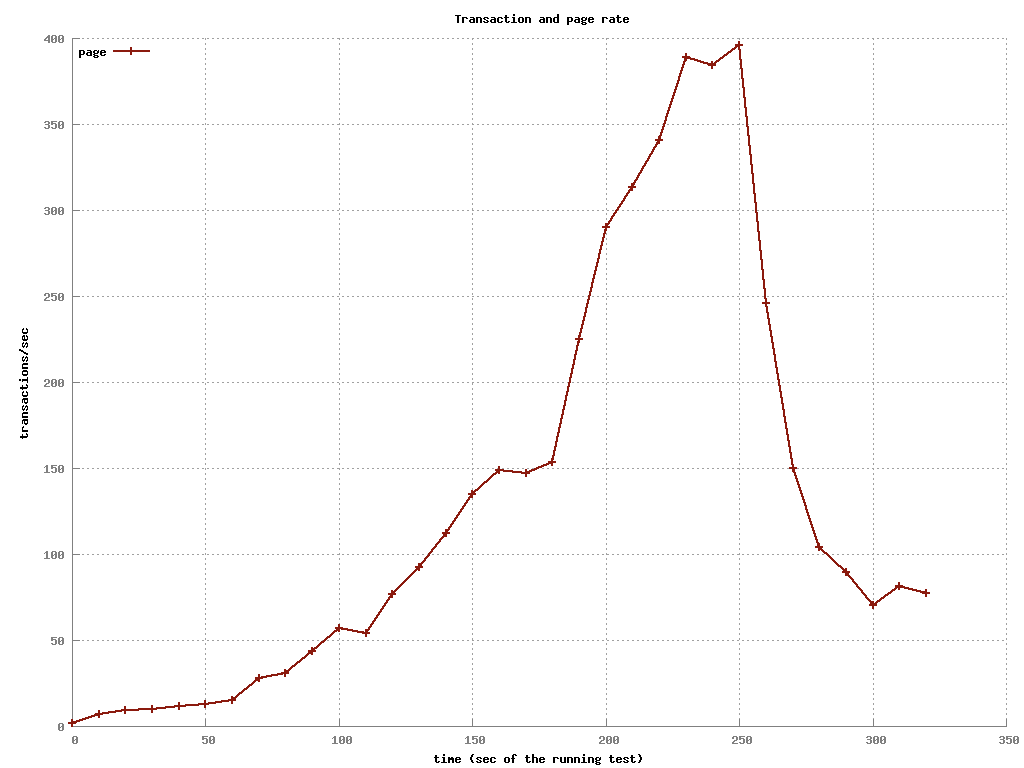 Transaction and page rate
page
400
350
300
250
200
150
100
50
0
transactions/sec
0 50 100 150 200 250 300 350
time (sec of the running test)